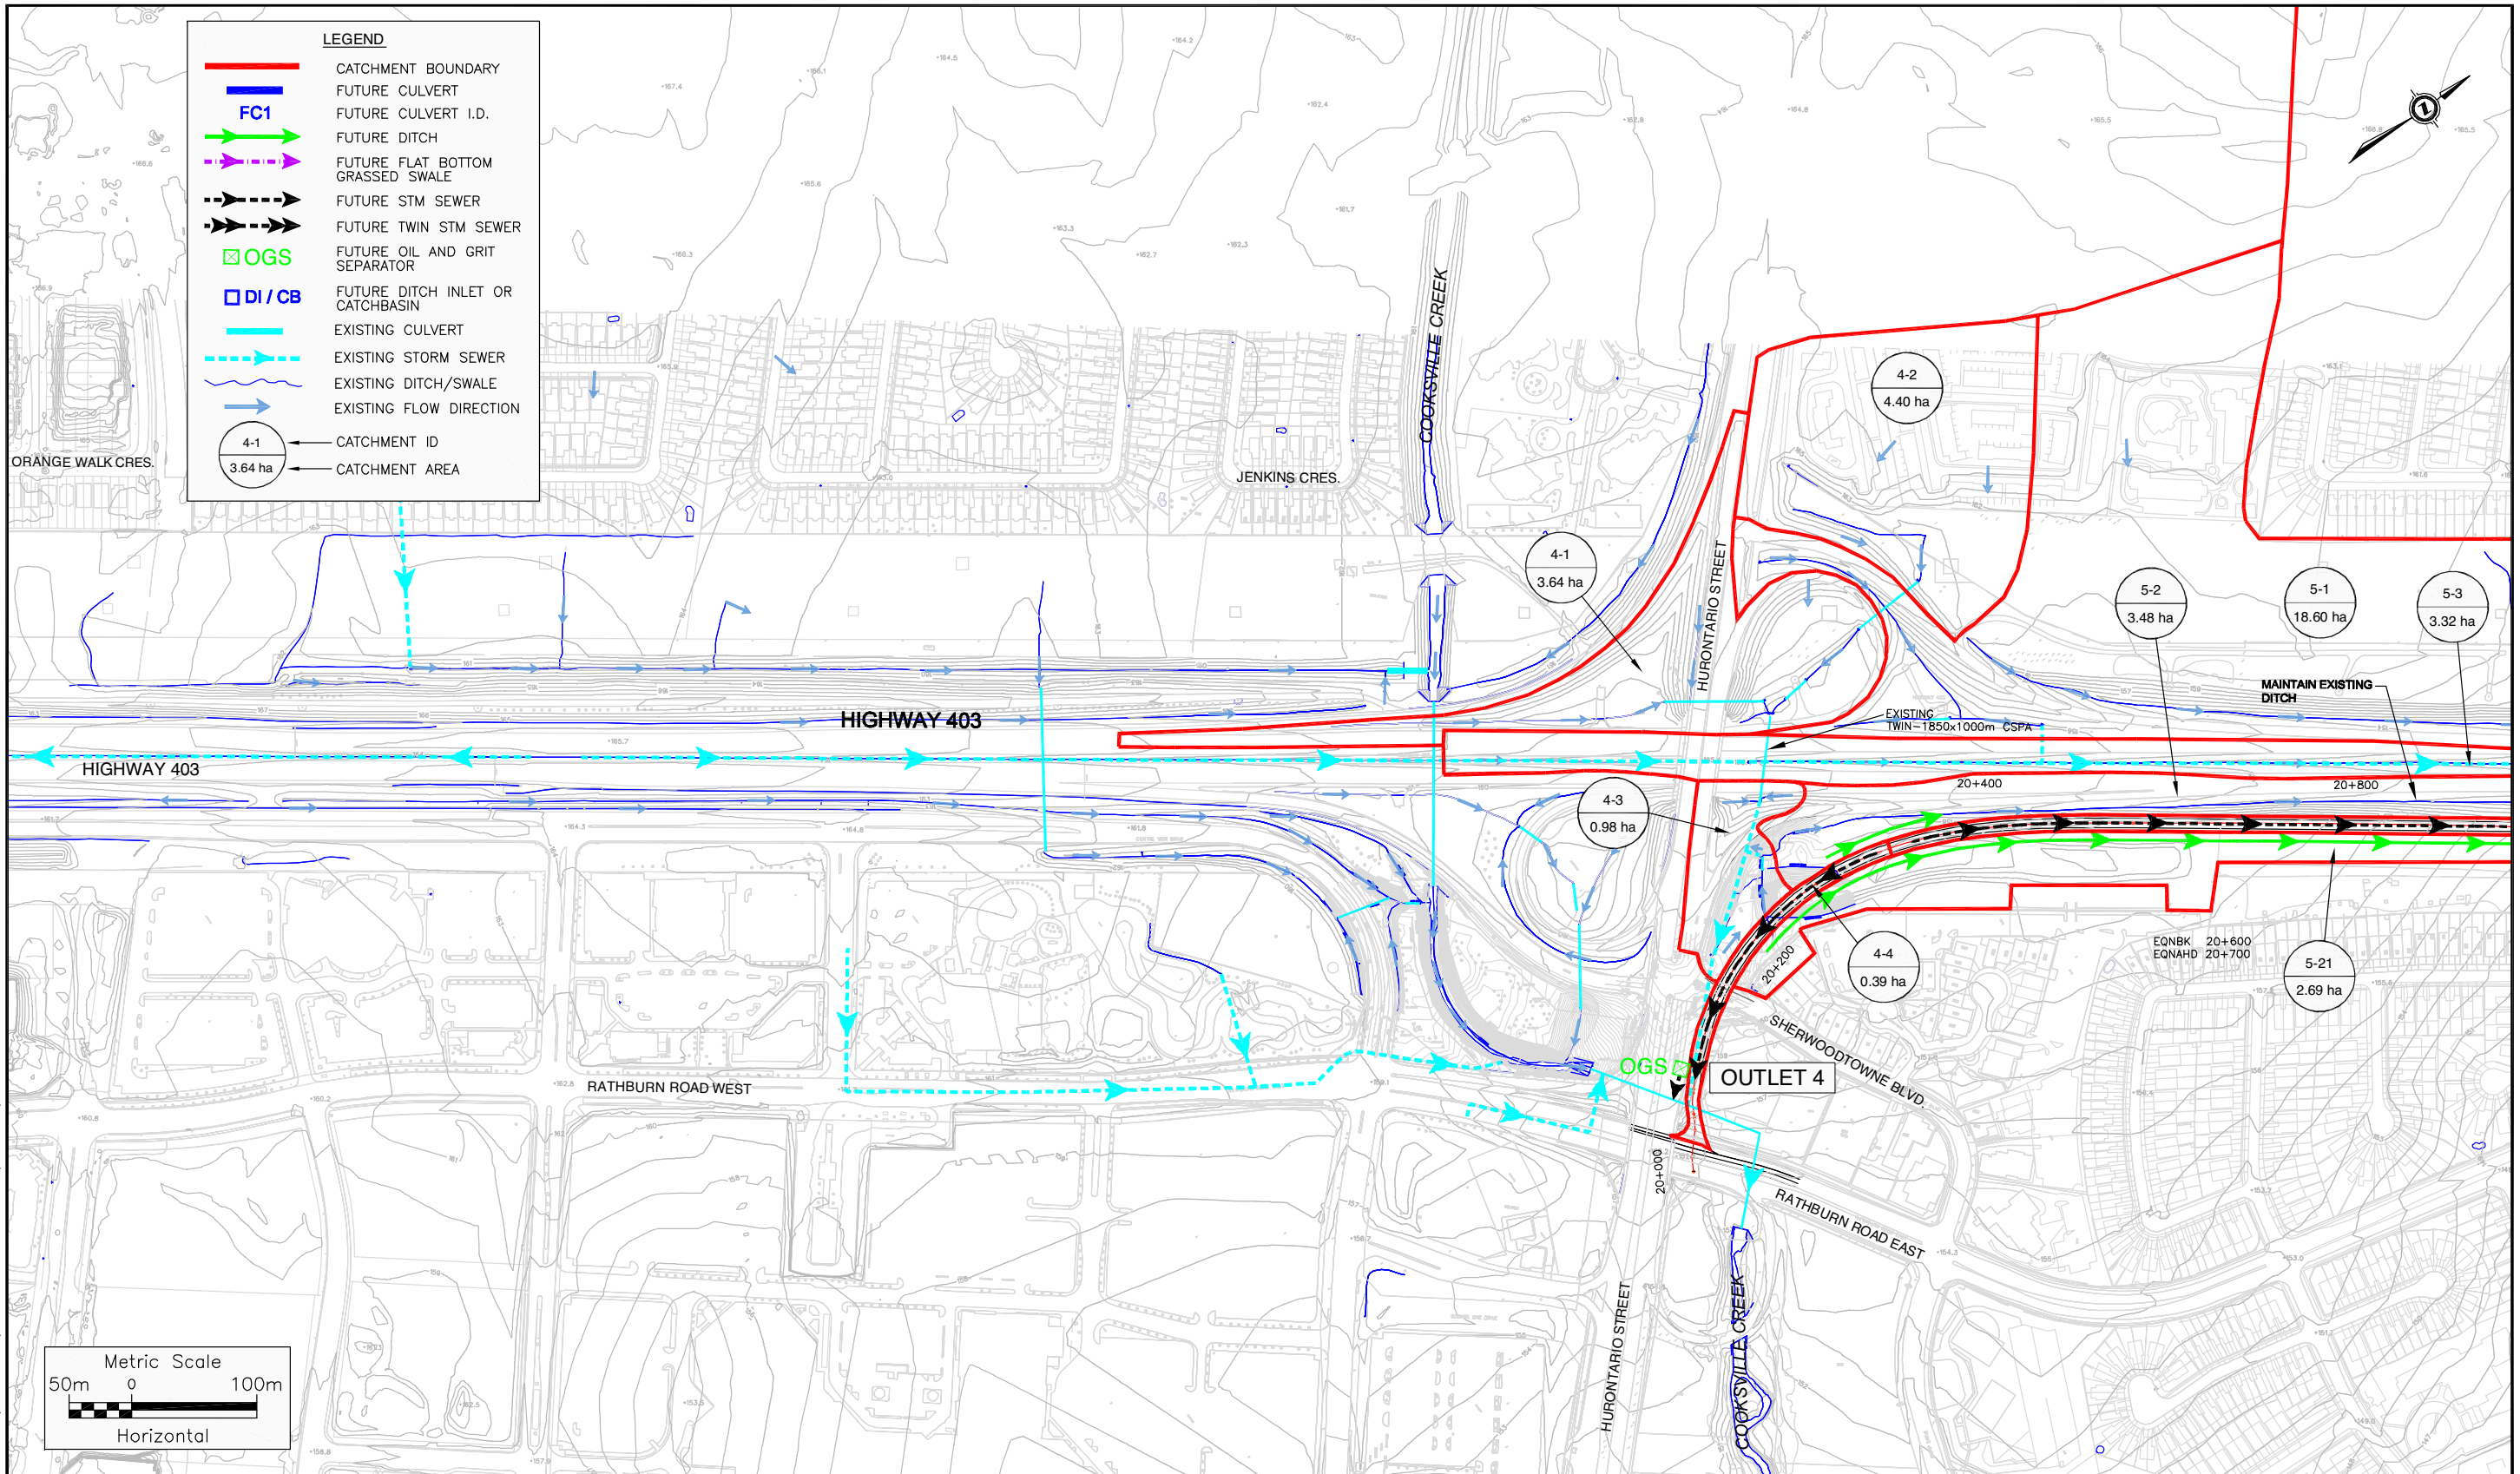 LEGEND
CATCHMENT BOUNDARY
FUTURE CULVERT
FC1 FUTURE CULVERT I.D.
FUTURE DITCH
FUTURE FLAT BOTTOM
GRASSED SWALE
FUTURE STM SEWER
FUTURE TWIN STM SEWER
OGS FUTURE OIL AND GRIT
SEPARATOR
DI / CB FUTURE DITCH INLET OR
CATCHBASIN
EXISTING CULVERT
EXISTING STORM SEWER
EXISTING DITCH/SWALE
EXISTING FLOW DIRECTION
4-1 CATCHMENT ID
3.64 ha CATCHMENT AREA
ORANGE WALK CRES.
JENKINS CRES.
COOKSVILLE CREEK
4-2
4.40 ha
4-1
3.64 ha
HURONTARIO STREET
5-2
3.48 ha
5-1
18.60 ha
5-3
3.32 ha
MAINTAIN EXISTING
DITCH
HIGHWAY 403
EXISTING
TWIN-1850x1000m CSPA
HIGHWAY 403
20+400
20+800
4-3
0.98 ha
EQNBK 20+600
EQNAHD 20+700
4-4
0.39 ha
5-21
2.69 ha
20+200
SHERWOODTOWNE BLVD.
OGS
OUTLET 4
RATHBURN ROAD WEST
20+000
RATHBURN ROAD EAST
HURONTARIO STREET
COOKSVILLE CREEK
Metric Scale
50m 0 100m
Horizontal